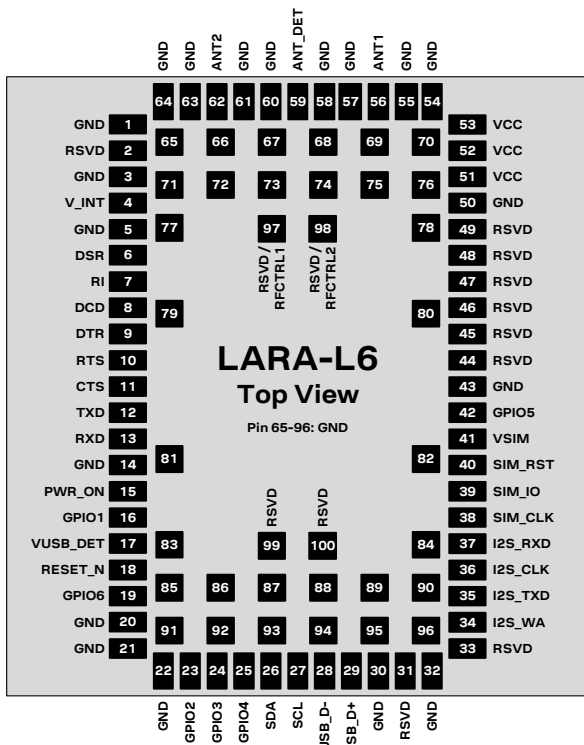 GND
GND
ANT2
GND
GND
ANT_DET
GND
GND
ANT1
GND
GND
64 63 62 61 60 59 58 57 56 55 54
GND 1
RSVD 2
GND 3
V_INT 4
GND 5
DSR 6
RI 7
DCD 8
DTR 9
RTS 10
CTS 11
TXD 12
RXD 13
GND 14
PWR_ON 15
GPIO1 16
VUSB_DET 17
RESET_N 18
GPIO6 19
GND 20
GND 21
65 66 67 68 69 70
71 72 73 74 75 76
77 97 98 78
RSVD /
RFCTRL1
RSVD /
RFCTRL2
79 80
LARA-L6
Top View
Pin 65-96: GND
81 82
RSVD
RSVD
83 99 100 84
85 86 87 88 89 90
91 92 93 94 95 96
53 VCC
52 VCC
51 VCC
50 GND
49 RSVD
48 RSVD
47 RSVD
46 RSVD
45 RSVD
44 RSVD
43 GND
42 GPIO5
41 VSIM
40 SIM_RST
39 SIM_IO
38 SIM_CLK
37 I2S_RXD
36 I2S_CLK
35 I2S_TXD
34 I2S_WA
33 RSVD
22 23 24 25 26 27 28 29 30 31 32
GND
GPIO2
GPIO3
GPIO4
SDA
SCL
USB_D-
SB_D+
GND
RSVD
GND